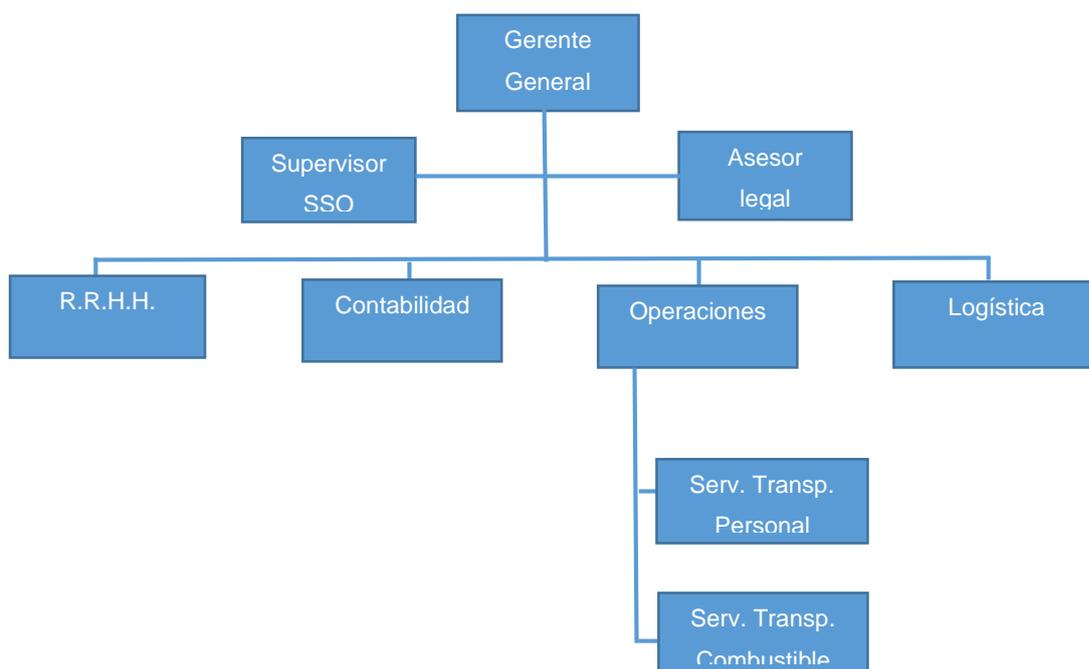 Gerente
General
Supervisor
SSO
Asesor
legal
R.R.H.H.
Contabilidad
Operaciones
Logística
Serv. Transp.
Personal
Serv. Transp.
Combustible